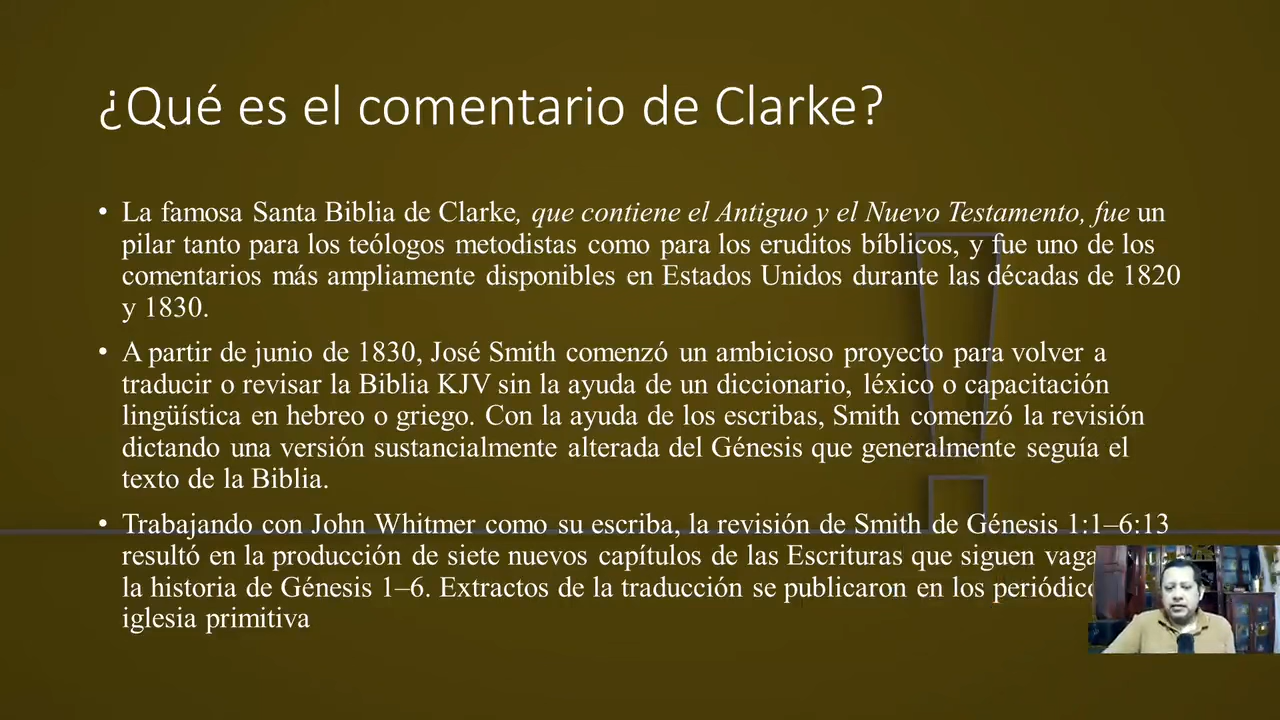 ¿Qué es el comentario de Clarke?
• La famosa Santa Biblia de Clarke, que contiene el Antiguo y el Nuevo Testamento, fue un
pilar tanto para los teólogos metodistas como para los eruditos bíblicos, y fue uno de los
comentarios más ampliamente disponibles en Estados Unidos durante las décadas de 1820
y 1830.
• A partir de junio de 1830, José Smith comenzó un ambicioso proyecto para volver a
traducir o revisar la Biblia KJV sin la ayuda de un diccionario, léxico o capacitación
lingüística en hebreo o griego. Con la ayuda de los escribas, Smith comenzó la revisión
dictando una versión sustancialmente alterada del Génesis que generalmente seguía el
texto de la Biblia.
• Trabajando con John Whitmer como su escriba, la revisión de Smith de Génesis 1:1–6:13
resultó en la producción de siete nuevos capítulos de las Escrituras que siguen
la historia de Génesis 1–6. Extractos de la traducción se publicaron en los
iglesia primitiva